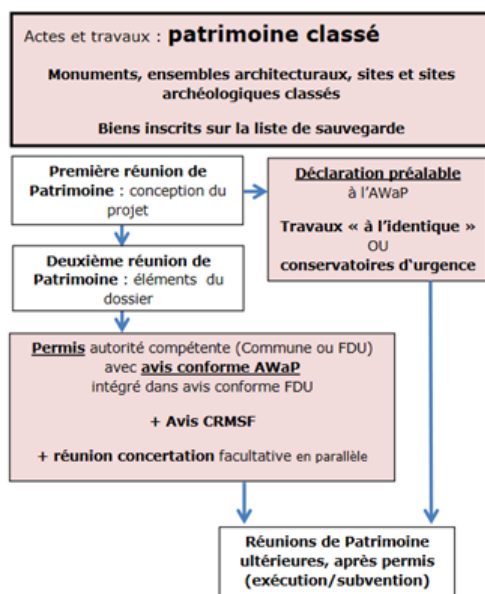 Actes et travaux : patrimoine classé
Monuments, ensembles architecturaux, sites et sites
archéologiques classés
Biens inscrits sur la liste de sauvegarde
Première réunion de
Patrimoine : conception du
projet
Déclaration préalable
à l'AWaP
Travaux « à l'identique »
OU
conservatoires d'urgence
Deuxième réunion de
Patrimoine : éléments du
dossier
Permis autorité compétente (Commune ou FDU)
avec avis conforme AWaP
intégré dans avis conforme FDU
+ Avis CRMSF
+ réunion concertation facultative en parallèle
Réunions de Patrimoine
ultérieures, après permis
(exécution/subvention)